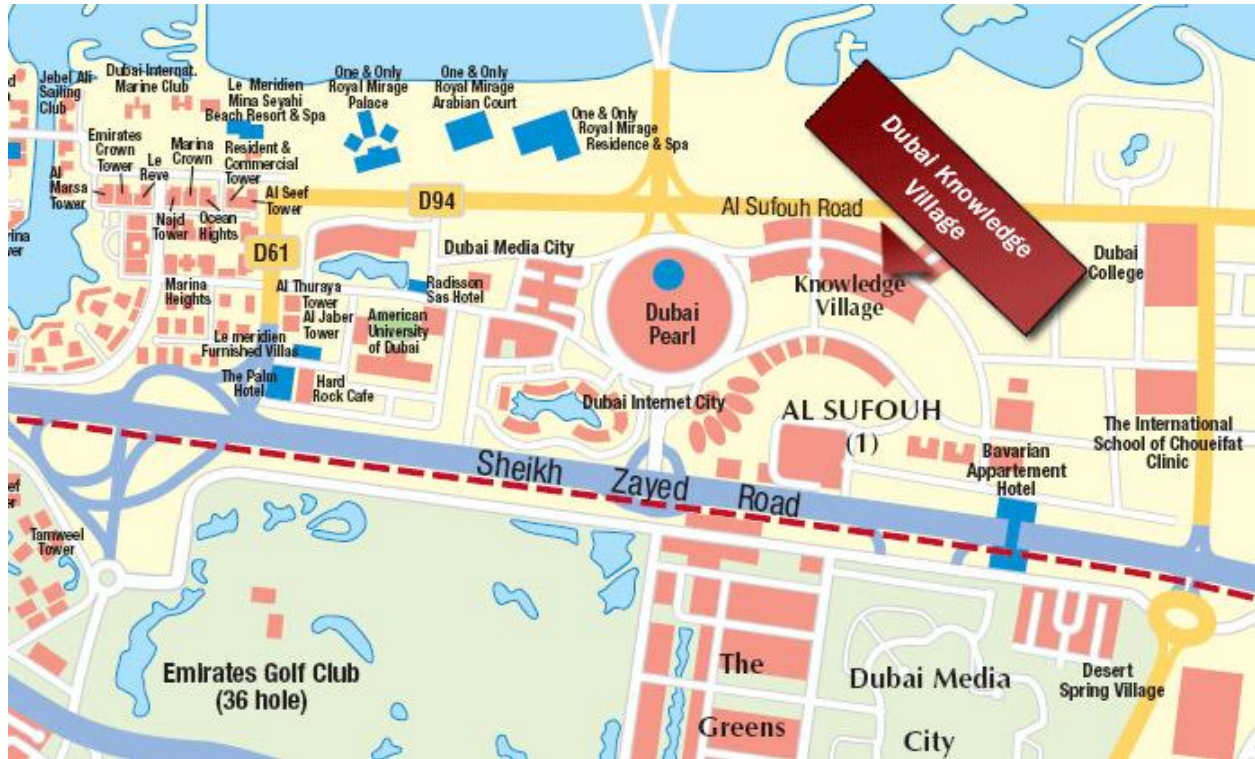 Jebel Ali
Sailing
Club
Dubai Internat.
Marine Club
Le Meridien
Mina Seyahi
Beach Resort & Spa
One & Only
Royal Mirage
Palace
One & Only
Royal Mirage
Arabian Court
One & Only
Royal Mirage
Residence & Spa
Dubai Knowledge
Village
Emirates
Crown
Tower
Le
Reve
Marina
Crown
Resident &
Commercial
Tower
Al
Marsa
Tower
Najd
Tower
Ocean
Hights
Al Seef
Tower
D94
Al Sufouh Road
D61
Dubai Media City
Dubai
College
Marina
Heights
Al Thuraya
Tower
Al Jaber
Tower
Radisson
Sas Hotel
American
University
of Dubai
Dubai
Pearl
Knowledge
Village
Le meridien
Furnished Villas
The Palm
Hotel
Hard
Rock Cafe
Dubai Internet City
AL SUFOUH
(1)
Bavarian
Appartement
Hotel
The International
School of Choueifat
Clinic
Sheikh Zayed Road
Tamweel
Tower
Emirates Golf Club
(36 hole)
The
Greens
Dubai Media
City
Desert
Spring Village